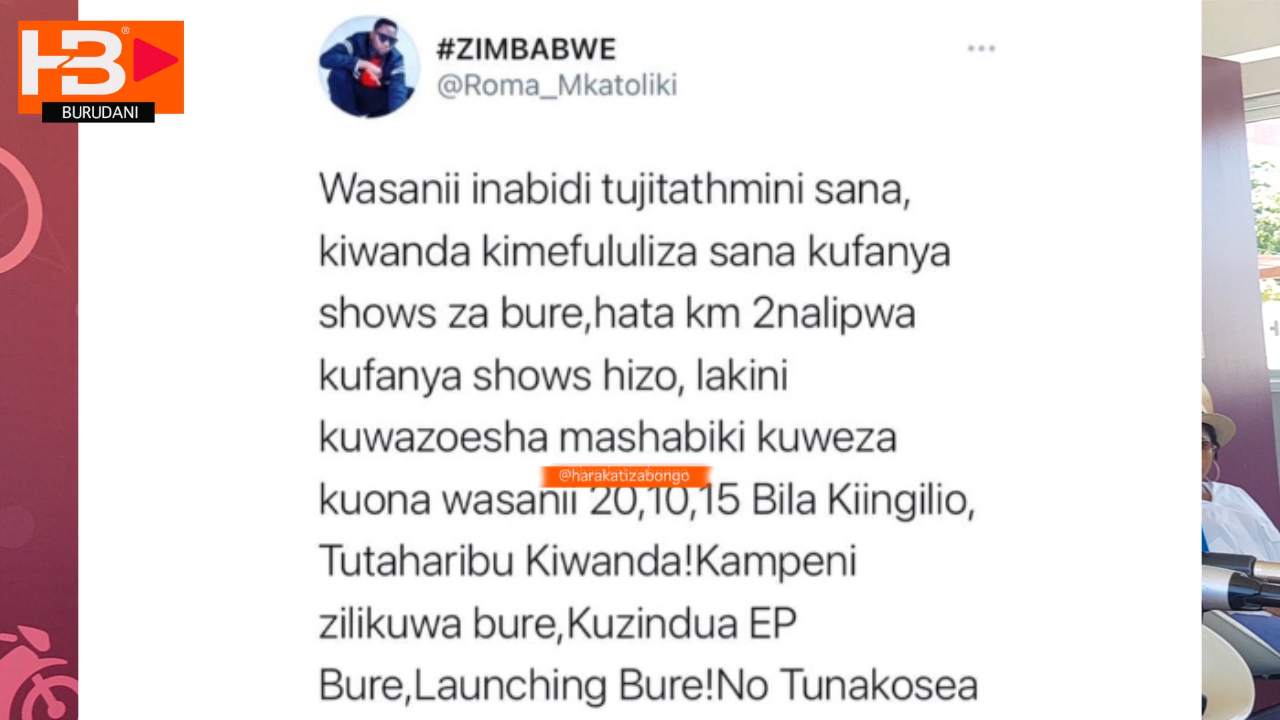 HB®
BURUDANI
#ZIMBABWE
@Roma_Mkatoliki
Wasanii inabidi tujitathmini sana,
kiwanda kimefululiza sana kufanya
shows za bure,hata km 2nalipwa
kufanya shows hizo, lakini
kuwazoesha mashabiki kuweza
@harakatizabongo
kuona wasanii 20,10,15 Bila Kiingilio,
Tutaharibu Kiwanda!Kampeni
zilikuwa bure,Kuzindua EP
Bure,Launching Bure!No Tunakosea